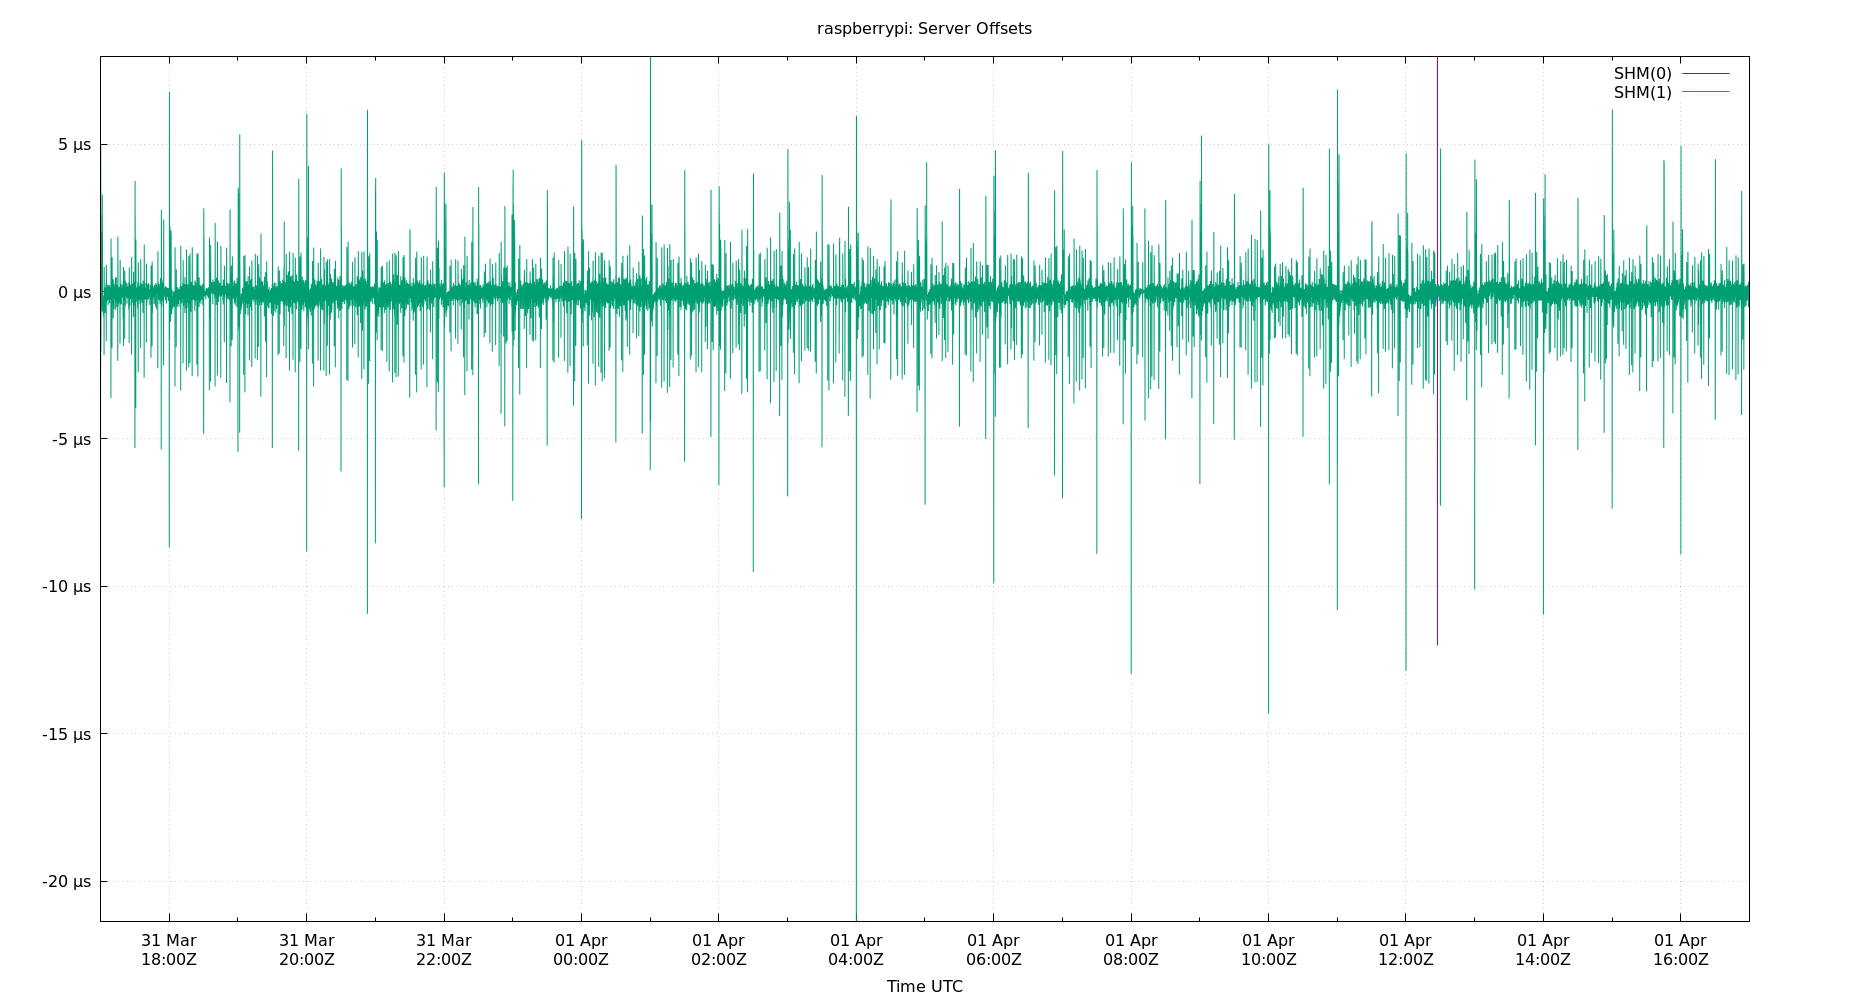 raspberrypi: Server Offsets
SHM(0)
SHM(1)
5 µs
0 µs
-5 µs
-10 µs
-15 µs
-20 µs
31 Mar 31 Mar 31 Mar 01 Apr 01 Apr 01 Apr 01 Apr 01 Apr 01 Apr 01 Apr 01 Apr 01 Apr
18:00Z 20:00Z 22:00Z 00:00Z 02:00Z 04:00Z 06:00Z 08:00Z 10:00Z 12:00Z 14:00Z 16:00Z
Time UTC